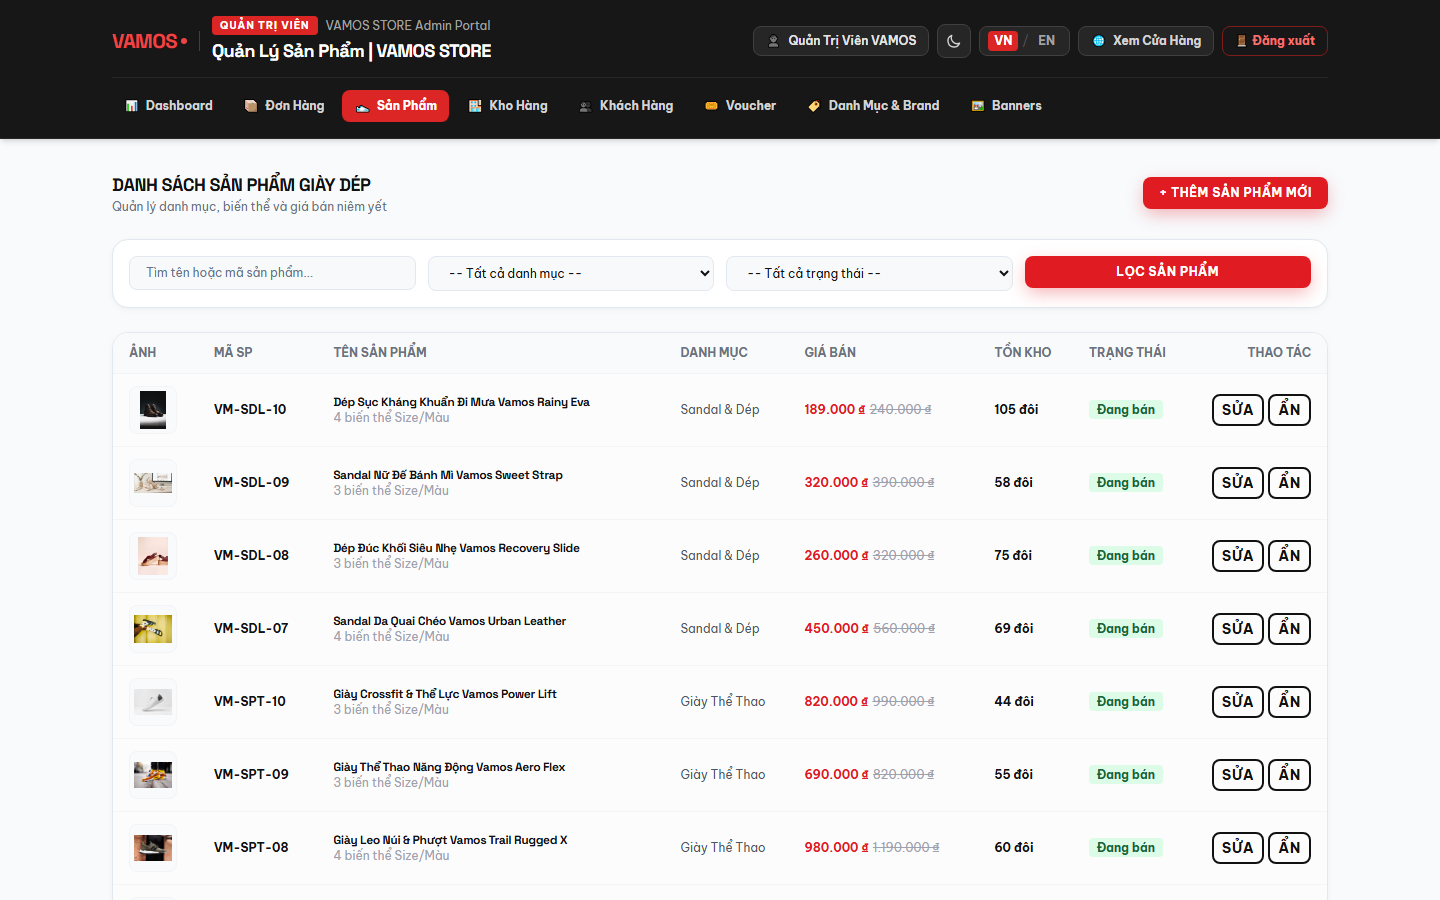 VAMOS
QUẢN TRỊ VIÊN VAMOS STORE Admin Portal
Quản Lý Sản Phẩm | VAMOS STORE
Quản Trị Viên VAMOS
VN / EN
Xem Cửa Hàng
Đăng xuất
Dashboard
Đơn Hàng
Sản Phẩm
Kho Hàng
Khách Hàng
Voucher
Danh Mục & Brand
Banners
DANH SÁCH SẢN PHẨM GIÀY DÉP
Quản lý danh mục, biến thể và giá bán niêm yết
+ THÊM SẢN PHẨM MỚI
Tìm tên hoặc mã sản phẩm...
-- Tất cả danh mục --
-- Tất cả trạng thái --
LỌC SẢN PHẨM
ẢNH MÃ SP TÊN SẢN PHẨM DANH MỤC GIÁ BÁN TỒN KHO TRẠNG THÁI THAO TÁC
VM-SDL-10 Dép Sục Kháng Khuẩn Đi Mưa Vamos Rainy Eva Sandal & Dép 189.000 ₫ 240.000 ₫ 105 đôi Đang bán SỬA ẨN
4 biến thể Size/Màu
VM-SDL-09 Sandal Nữ Đế Bánh Mì Vamos Sweet Strap Sandal & Dép 320.000 ₫ 390.000 ₫ 58 đôi Đang bán SỬA ẨN
3 biến thể Size/Màu
VM-SDL-08 Dép Đúc Khối Siêu Nhẹ Vamos Recovery Slide Sandal & Dép 260.000 ₫ 320.000 ₫ 75 đôi Đang bán SỬA ẨN
3 biến thể Size/Màu
VM-SDL-07 Sandal Da Quai Chéo Vamos Urban Leather Sandal & Dép 450.000 ₫ 560.000 ₫ 69 đôi Đang bán SỬA ẨN
4 biến thể Size/Màu
VM-SPT-10 Giày Crossfit & Thể Lực Vamos Power Lift Giày Thể Thao 820.000 ₫ 990.000 ₫ 44 đôi Đang bán SỬA ẨN
3 biến thể Size/Màu
VM-SPT-09 Giày Thể Thao Năng Động Vamos Aero Flex Giày Thể Thao 690.000 ₫ 820.000 ₫ 55 đôi Đang bán SỬA ẨN
3 biến thể Size/Màu
VM-SPT-08 Giày Leo Núi & Phượt Vamos Trail Rugged X Giày Thể Thao 980.000 ₫ 1.190.000 ₫ 60 đôi Đang bán SỬA ẨN
4 biến thể Size/Màu